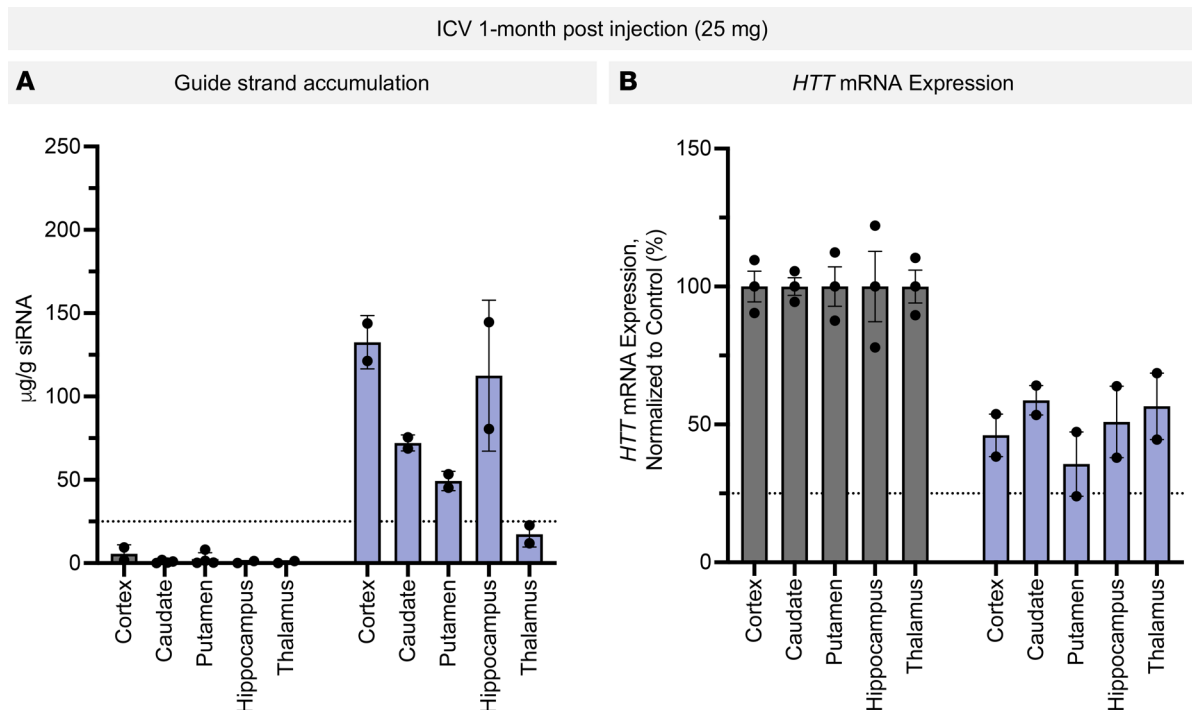 ICV 1-month post injection (25 mg)
A
Guide strand accumulation
µg/g siRNA
250
200
150
100
50
0
Cortex
Caudate
Putamen
Hippocampus
Thalamus
Cortex
Caudate
Putamen
Hippocampus
Thalamus
B
HTT mRNA Expression
HTT mRNA Expression,
Normalized to Control (%)
150
100
50
0
Cortex
Caudate
Putamen
Hippocampus
Thalamus
Cortex
Caudate
Putamen
Hippocampus
Thalamus